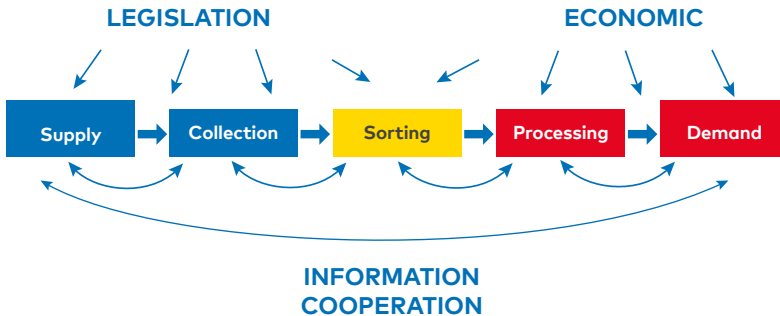 LEGISLATION
ECONOMIC
Supply
Collection
Sorting
Processing
Demand
INFORMATION
COOPERATION